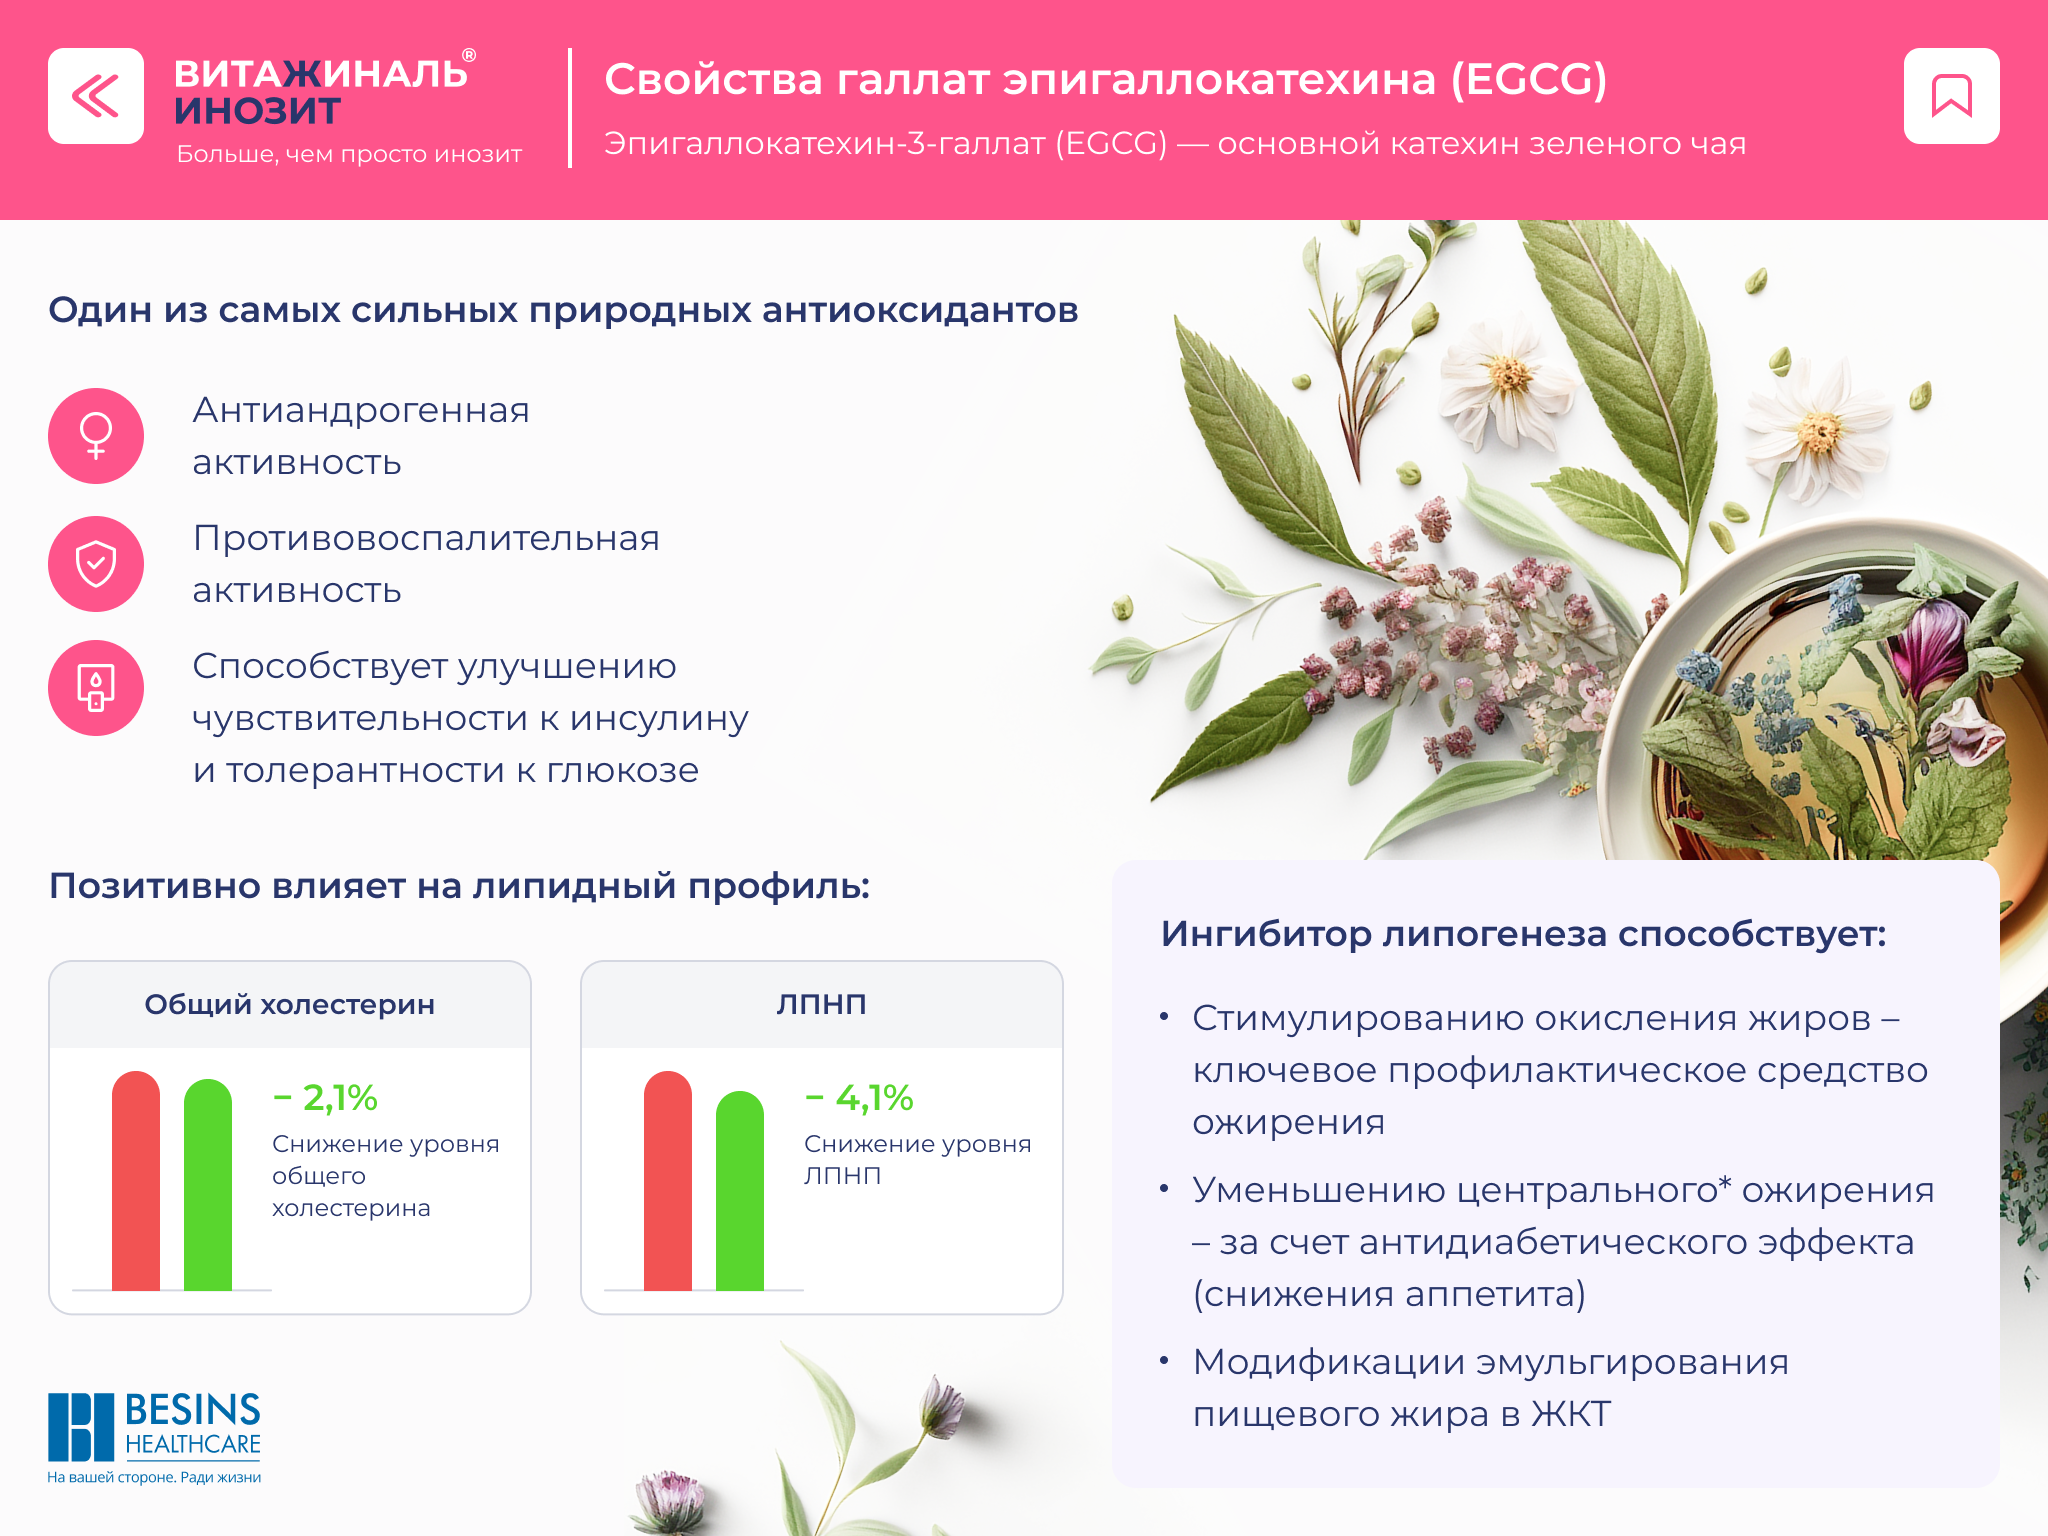 ВИТАЖИНАЛЬ®
ИНОЗИТ
Больше, чем просто инозит
Свойства галлат эпигаллокатехина (EGCG)
Эпигаллокатехин-3-галлат (EGCG) — основной катехин зеленого чая
Один из самых сильных природных антиоксидантов
Антиандрогенная
активность
Противовоспалительная
активность
Способствует улучшению
чувствительности к инсулину
и толерантности к глюкозе
Позитивно влияет на липидный профиль:
Общий холестерин
– 2,1%
Снижение уровня
общего
холестерина
ЛПНП
– 4,1%
Снижение уровня
ЛПНП
Ингибитор липогенеза способствует:
• Стимулированию окисления жиров –
ключевое профилактическое средство
ожирения
• Уменьшению центрального* ожирения
– за счет антидиабетического эффекта
(снижения аппетита)
• Модификации эмульгирования
пищевого жира в ЖКТ
BESINS
HEALTHCARE
На вашей стороне. Ради жизни